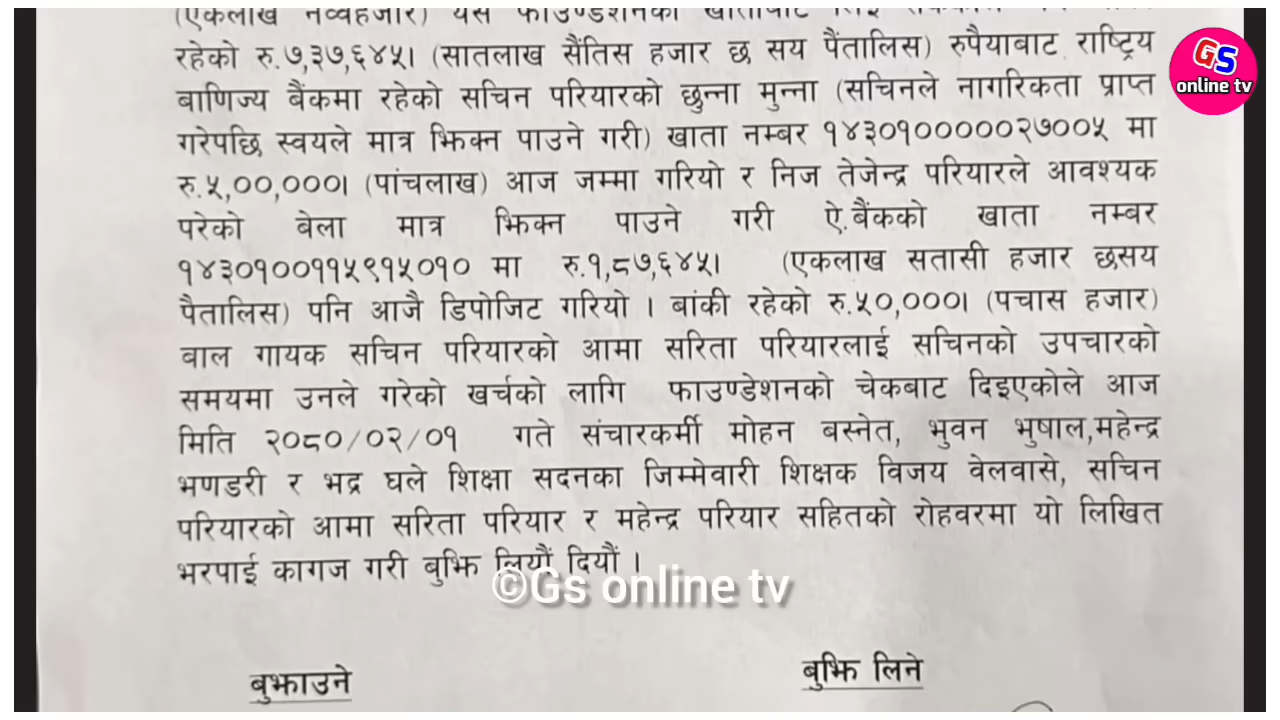 (एकलाख नव्वहजार) यस फाउण्डेशनको खाताबाट
रहेको रु.७,३७,६४५। (सातलाख सैंतिस हजार छ सय पैंतालिस) रुपैयाबाट राष्ट्रिय
बाणिज्य बैंकमा रहेको सचिन परियारको छुन्ना मुन्ना (सचिनले नागरिकता प्राप्त
गरेपछि स्वयले मात्र झिक्न पाउने गरी) खाता नम्बर १४३०१०००००२७००५ मा
रु.५,००,०००। (पांचलाख) आज जम्मा गरियो र निज तेजेन्द्र परियारले आवश्यक
परेको बेला मात्र झिक्न पाउने गरी ऐ.बैंकको खाता नम्बर
१४३०१००११५९१५०१० मा रु.१,८७,६४५। (एकलाख सतासी हजार छसय
पैतालिस) पनि आजै डिपोजिट गरियो । बांकी रहेको रु.५०,०००। (पचास हजार)
बाल गायक सचिन परियारको आमा सरिता परियारलाई सचिनको उपचारको
समयमा उनले गरेको खर्चको लागि फाउण्डेशनको चेकबाट दिइएकोले आज
मिति २०८०/०२/०१ गते संचारकर्मी मोहन बस्नेत, भुवन भुषाल,महेन्द्र
भणडरी र भद्र घले शिक्षा सदनका जिम्मेवारी शिक्षक विजय वेलवासे, सचिन
परियारको आमा सरिता परियार र महेन्द्र परियार सहितको रोहवरमा यो लिखित
भरपाई कागज गरी बुझि लियौं दियौं ।
बुझाउने
बुझि लिने
GS
online tv
©Gs online tv